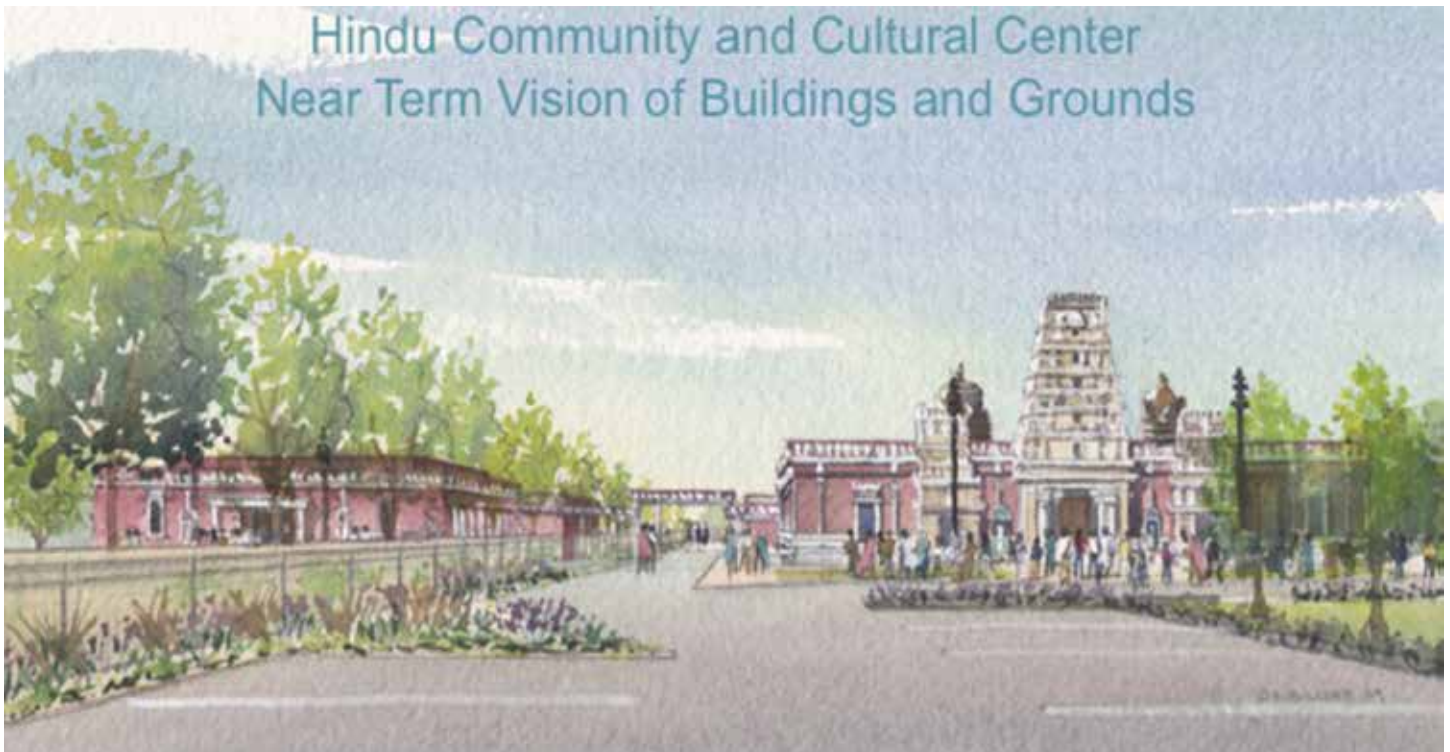 Hindu Community and Cultural Center
Near Term Vision of Buildings and Grounds